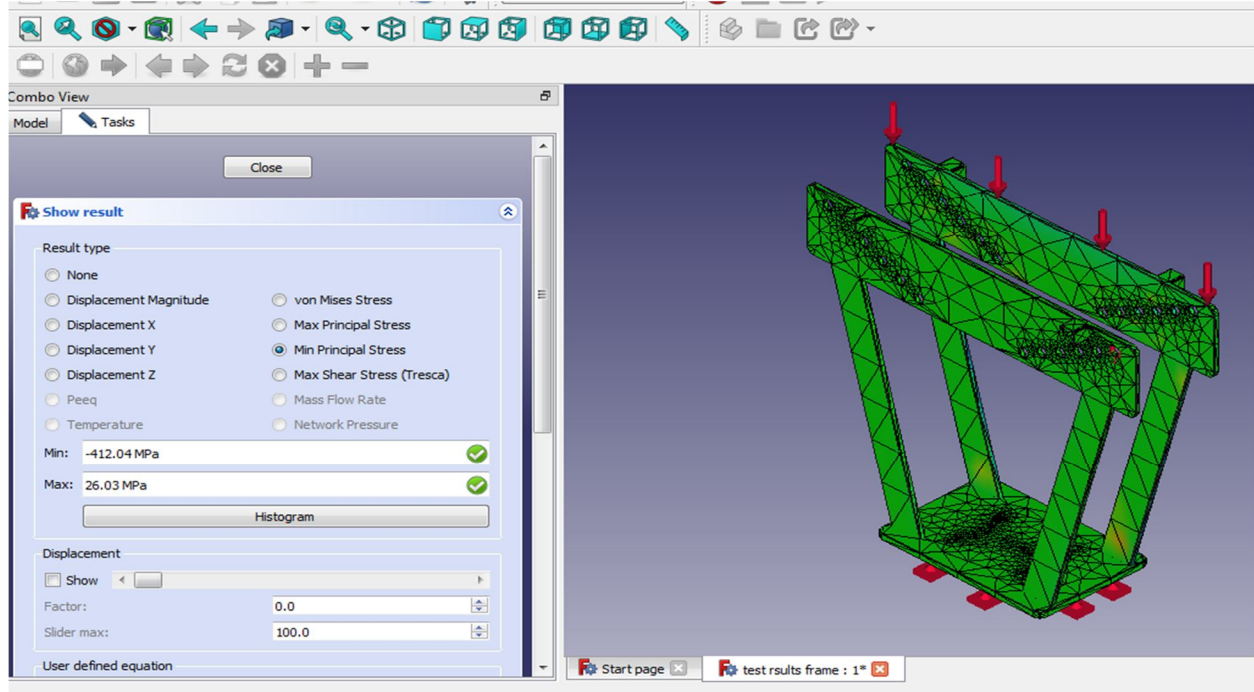 Combo View
Model
Tasks
Close
Show result
Result type
None
Displacement Magnitude
von Mises Stress
Displacement X
Max Principal Stress
Displacement Y
Min Principal Stress
Displacement Z
Max Shear Stress (Tresca)
Peeq
Mass Flow Rate
Temperature
Network Pressure
Min: -412.04 MPa
Max: 26.03 MPa
Histogram
Displacement
Show
Factor: 0.0
Slider max: 100.0
User defined equation
Start page
test rsults frame : 1*